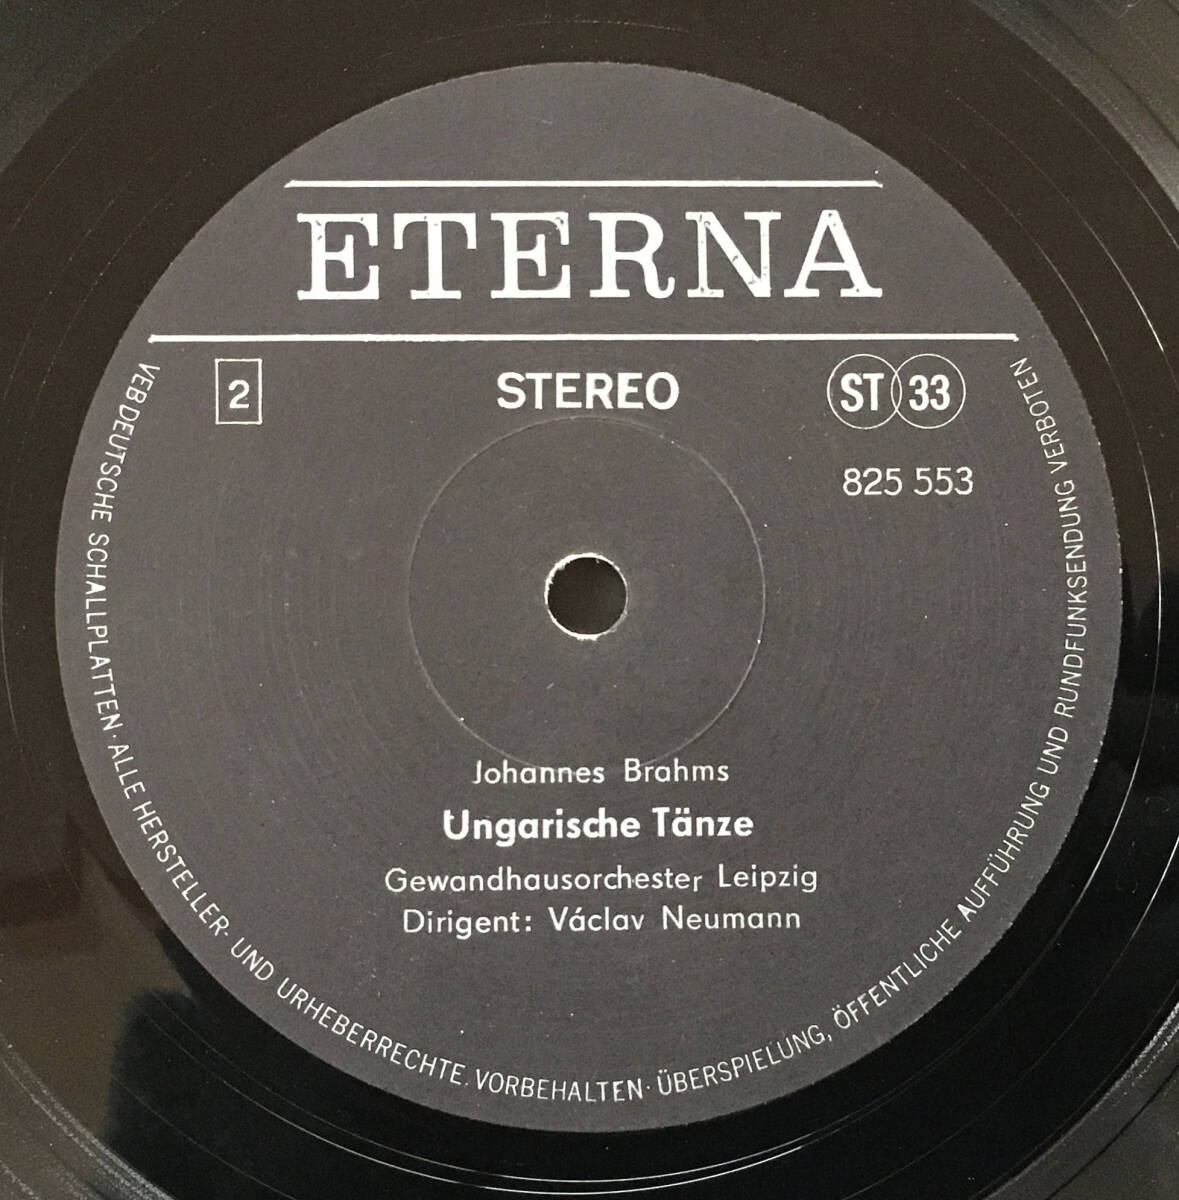 ETERNA
2
STEREO
ST 33
825 553
Johannes Brahms
Ungarische Tänze
Gewandhausorchester Leipzig
Dirigent: Václav Neumann
VEB DEUTSCHE SCHALLPLATTEN · ALLE HERSTELLER- UND URHEBERRECHTE VORBEHALTEN · ÜBERSPIELUNG, ÖFFENTLICHE AUFFÜHRUNG UND RUNDFUNKSENDUNG VERBOTEN